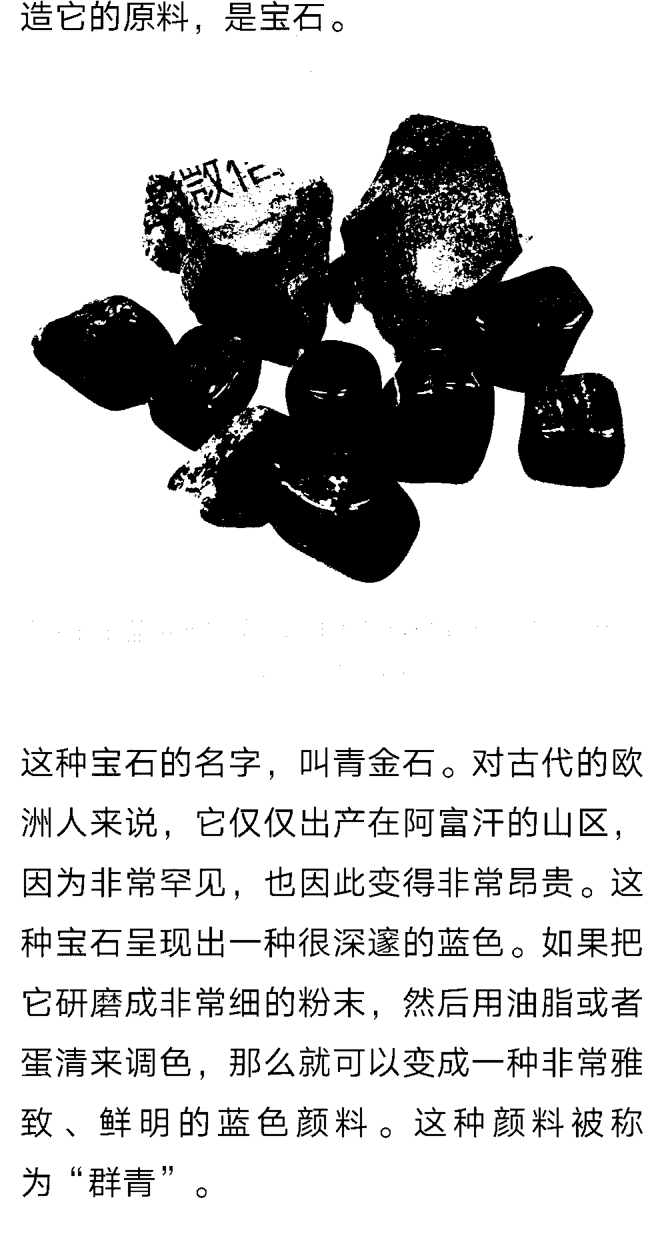 造它的原料，是宝石。
这种宝石的名字，叫青金石。对古代的欧
洲人来说，它仅仅出产在阿富汗的山区，
因为非常罕见，也因此变得非常昂贵。这
种宝石呈现出一种很深邃的蓝色。如果把
它研磨成非常细的粉末，然后用油脂或者
蛋清来调色，那么就可以变成一种非常雅
致、鲜明的蓝色颜料。这种颜料被称
为“群青”。